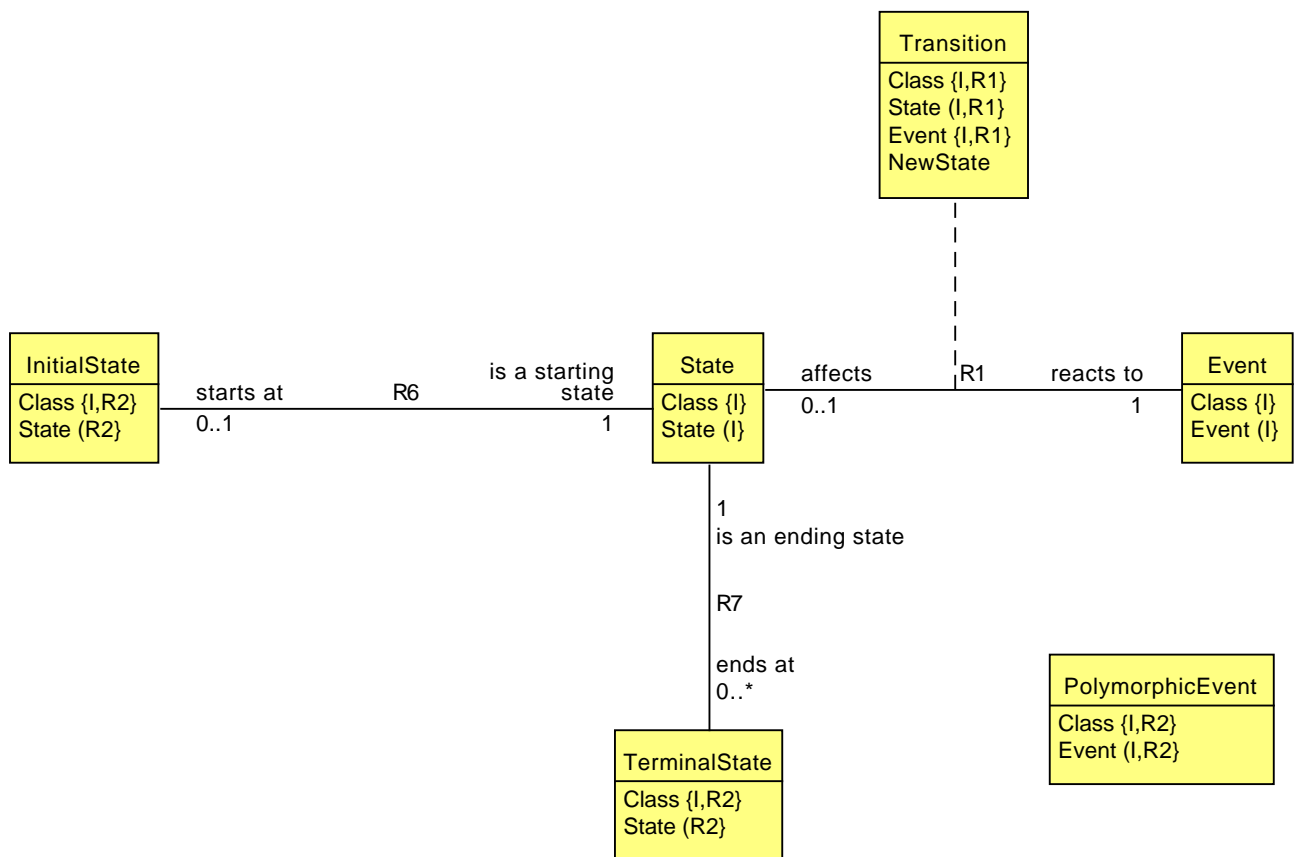 Transition
Class {I,R1}
State (I,R1}
Event {I,R1}
NewState
InitialState
Class {I,R2}
State (R2}
starts at
0..1
R6
is a starting
state
1
State
Class {I}
State (I}
affects
0..1
R1
reacts to
1
Event
Class {I}
Event (I}
1
is an ending state
R7
ends at
0..*
TerminalState
Class {I,R2}
State (R2}
PolymorphicEvent
Class {I,R2}
Event (I,R2}